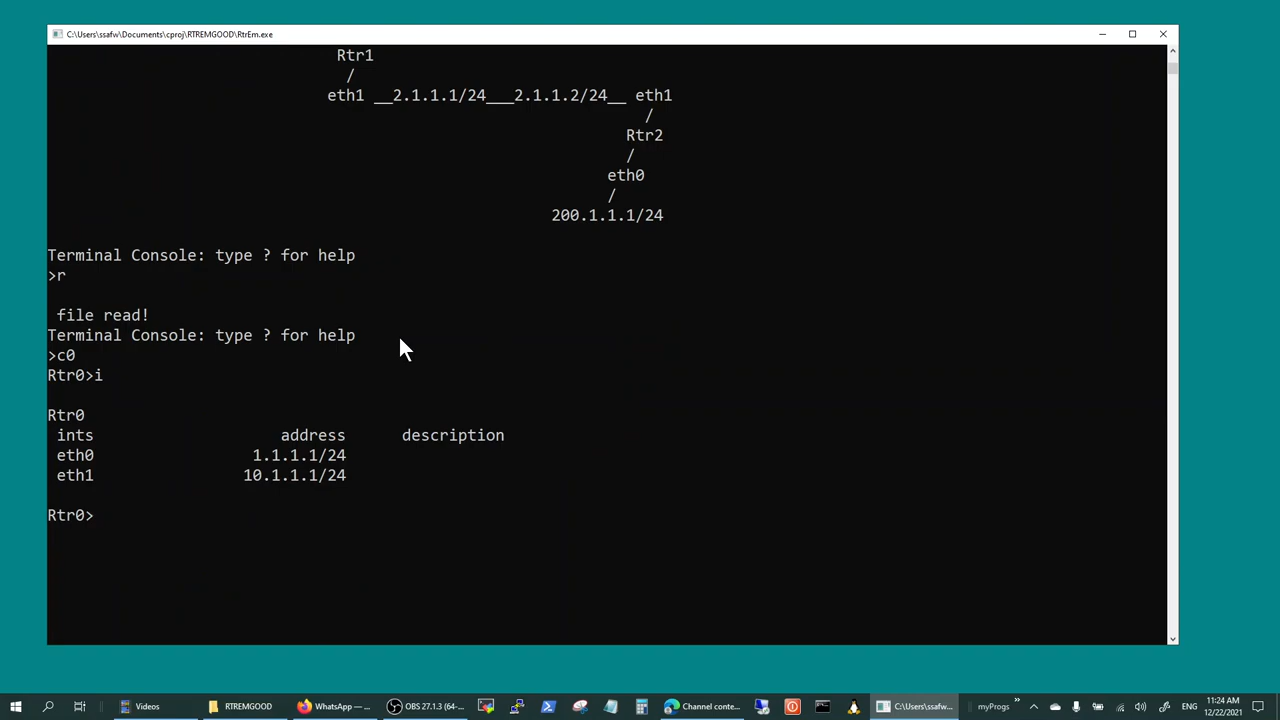 C:\Users\ssafw\Documents\cproj\RTREMGOOD\RtrEm.exe
Rtr1
/
eth1 __2.1.1.1/24___2.1.1.2/24__ eth1
/
Rtr2
/
eth0
/
200.1.1.1/24
Terminal Console: type ? for help
>r
file read!
Terminal Console: type ? for help
>c0
Rtr0>i
Rtr0
ints address description
eth0 1.1.1.1/24
eth1 10.1.1.1/24
Rtr0>
Videos RTREMGOOD WhatsApp — ... OBS 27.1.3 (64-... Channel conte... C:\Users\ssafw... myProgs ENG 11:24 AM
12/22/2021